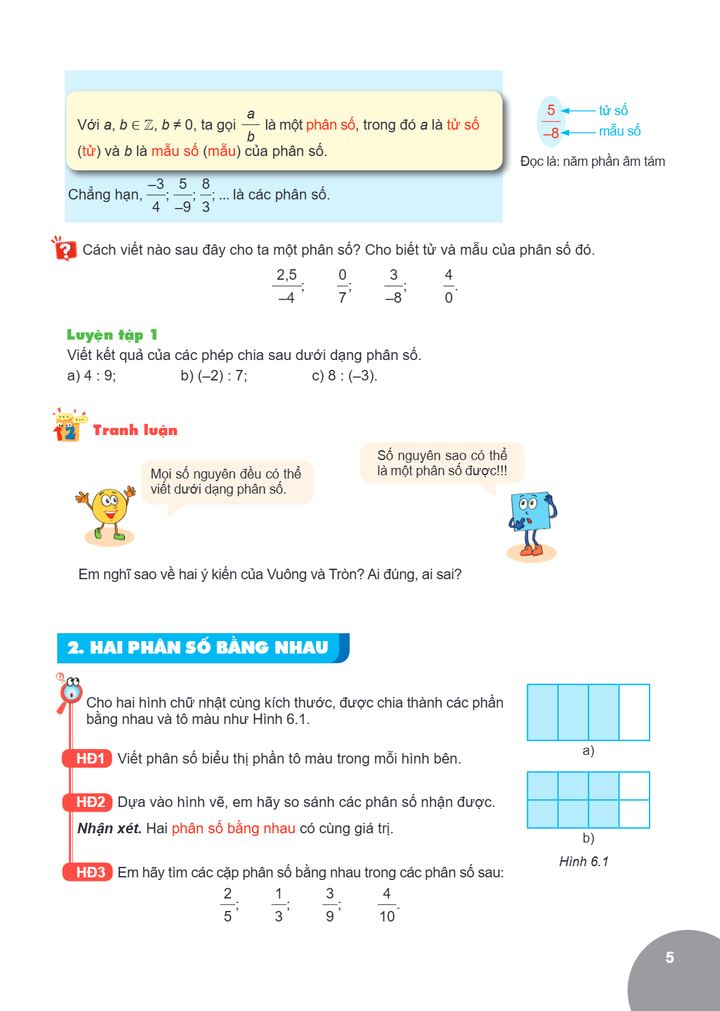 Với a, b ∈ ℤ, b ≠ 0, ta gọi a/b là một phân số, trong đó a là tử số
(tử) và b là mẫu số (mẫu) của phân số.
Chẳng hạn, –3/4; 5/–9; 8/3; ... là các phân số.
5/–8
tử số
mẫu số
Đọc là: năm phần âm tám
? Cách viết nào sau đây cho ta một phân số? Cho biết tử và mẫu của phân số đó.
2,5/–4; 0/7; 3/–8; 4/0.
Luyện tập 1
Viết kết quả của các phép chia sau dưới dạng phân số.
a) 4 : 9; b) (–2) : 7; c) 8 : (–3).
1 2 Tranh luận
Mọi số nguyên đều có thể
viết dưới dạng phân số.
Số nguyên sao có thể
là một phân số được!!!
Em nghĩ sao về hai ý kiến của Vuông và Tròn? Ai đúng, ai sai?
2. HAI PHÂN SỐ BẰNG NHAU
Cho hai hình chữ nhật cùng kích thước, được chia thành các phần
bằng nhau và tô màu như Hình 6.1.
HĐ1 Viết phân số biểu thị phần tô màu trong mỗi hình bên.
HĐ2 Dựa vào hình vẽ, em hãy so sánh các phân số nhận được.
Nhận xét. Hai phân số bằng nhau có cùng giá trị.
a)
b)
Hình 6.1
HĐ3 Em hãy tìm các cặp phân số bằng nhau trong các phân số sau:
2/5; 1/3; 3/9; 4/10.
5